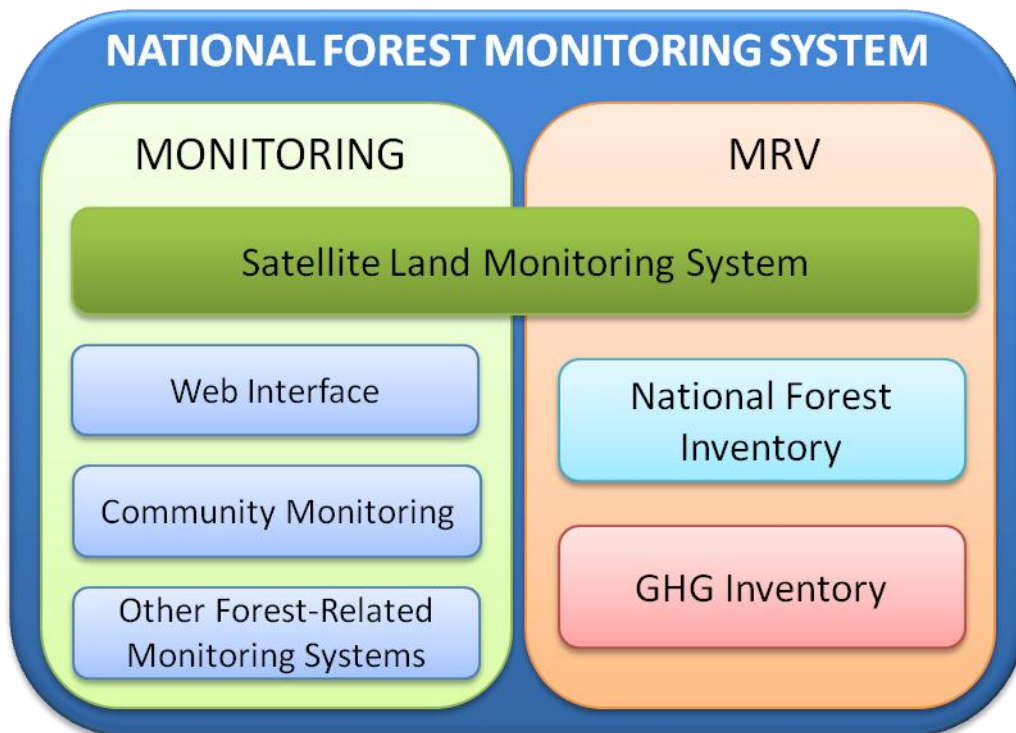 NATIONAL FOREST MONITORING SYSTEM
MONITORING
MRV
Satellite Land Monitoring System
Web Interface
Community Monitoring
Other Forest-Related
Monitoring Systems
National Forest
Inventory
GHG Inventory